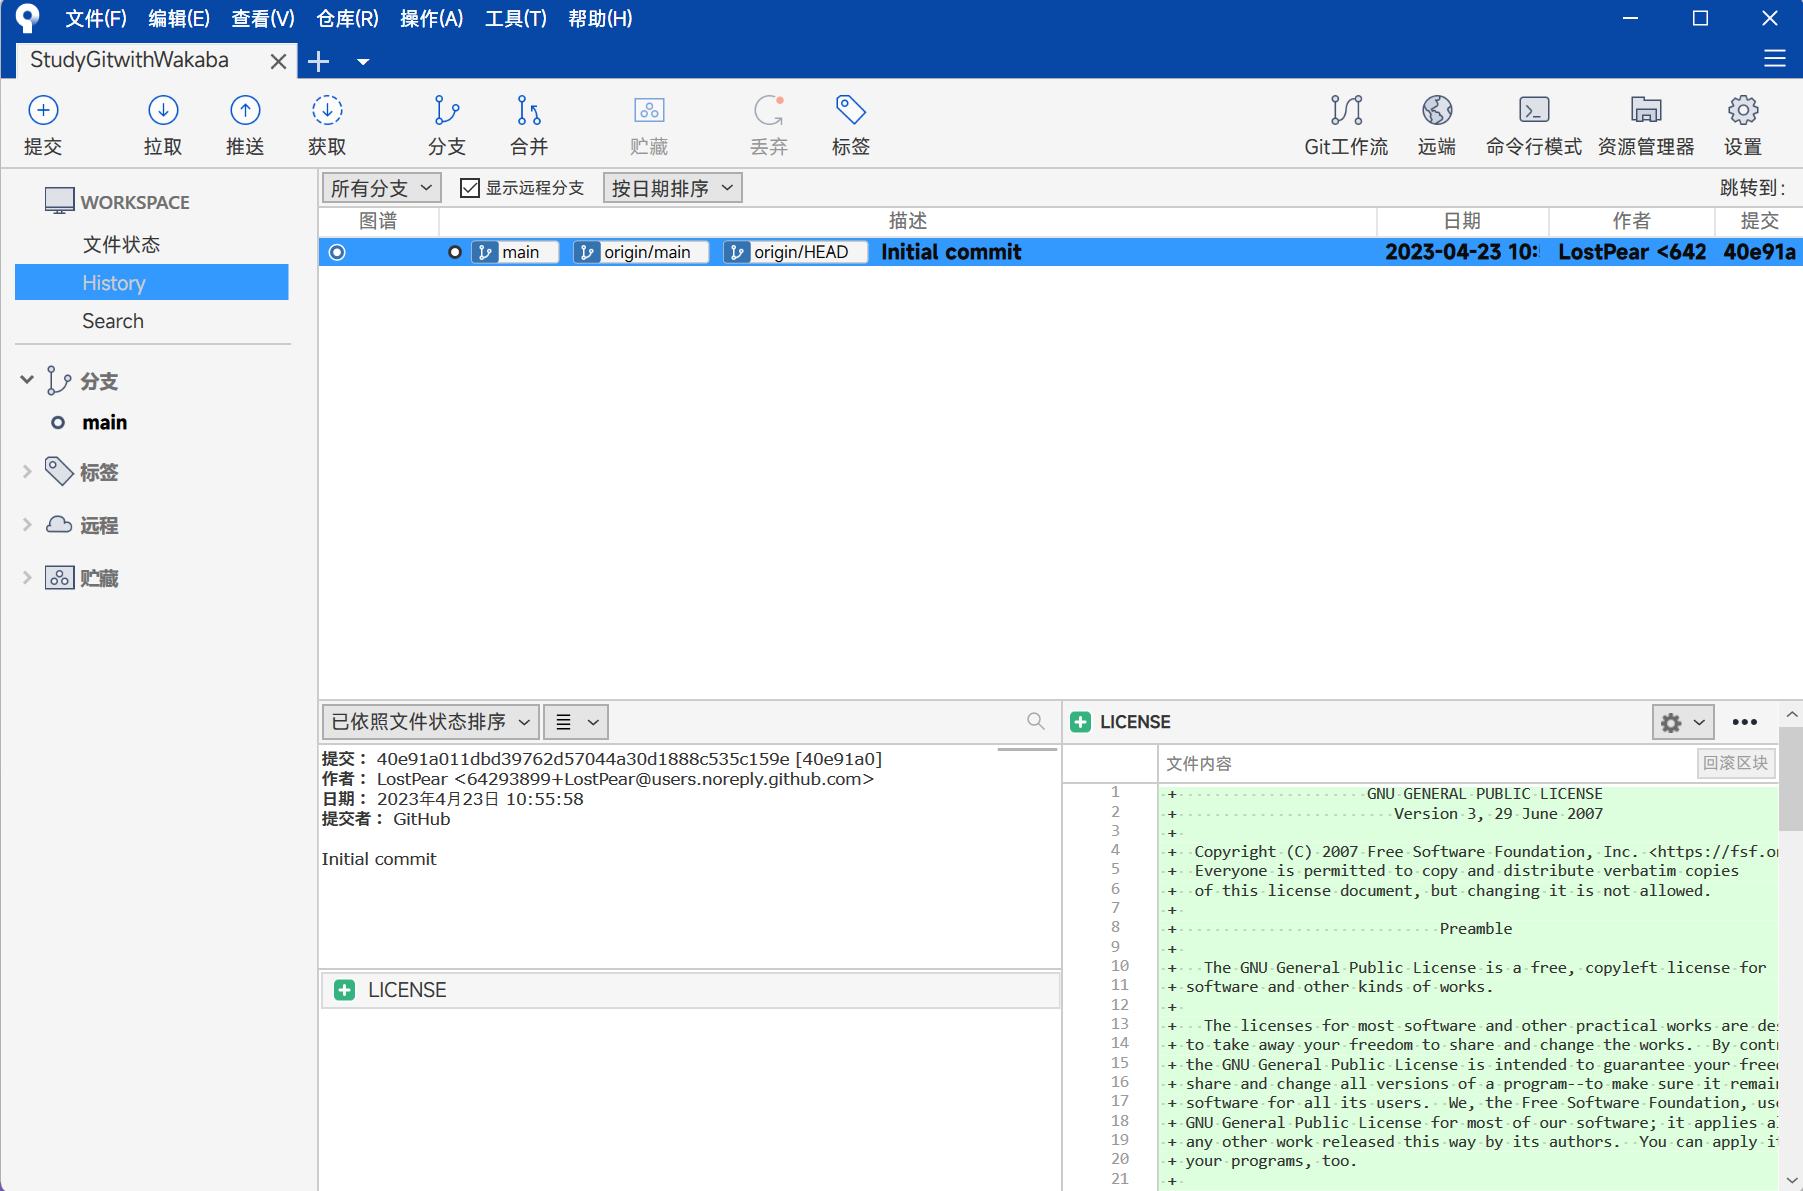 文件(F) 编辑(E) 查看(V) 仓库(R) 操作(A) 工具(T) 帮助(H)
StudyGitwithWakaba
提交 拉取 推送 获取 分支 合并 贮藏 丢弃 标签 Git工作流 远端 命令行模式 资源管理器 设置
WORKSPACE
文件状态
History
Search
分支
main
标签
远程
贮藏
所有分支 显示远程分支 按日期排序 跳转到:
图谱 描述 日期 作者 提交
main origin/main origin/HEAD Initial commit 2023-04-23 10: LostPear <642 40e91a
已依照文件状态排序
提交: 40e91a011dbd39762d57044a30d1888c535c159e [40e91a0]
作者: LostPear <64293899+LostPear@users.noreply.github.com>
日期: 2023年4月23日 10:55:58
提交者: GitHub
Initial commit
LICENSE
LICENSE
文件内容 回滚区块
1 + GNU GENERAL PUBLIC LICENSE
2 + Version 3, 29 June 2007
3 +
4 + Copyright (C) 2007 Free Software Foundation, Inc. <https://fsf.or
5 + Everyone is permitted to copy and distribute verbatim copies
6 + of this license document, but changing it is not allowed.
7 +
8 + Preamble
9 +
10 + The GNU General Public License is a free, copyleft license for
11 + software and other kinds of works.
12 +
13 + The licenses for most software and other practical works are des
14 + to take away your freedom to share and change the works. By contr
15 + the GNU General Public License is intended to guarantee your freed
16 + share and change all versions of a program--to make sure it remain
17 + software for all its users. We, the Free Software Foundation, use
18 + GNU General Public License for most of our software; it applies al
19 + any other work released this way by its authors. You can apply it
20 + your programs, too.
21 +